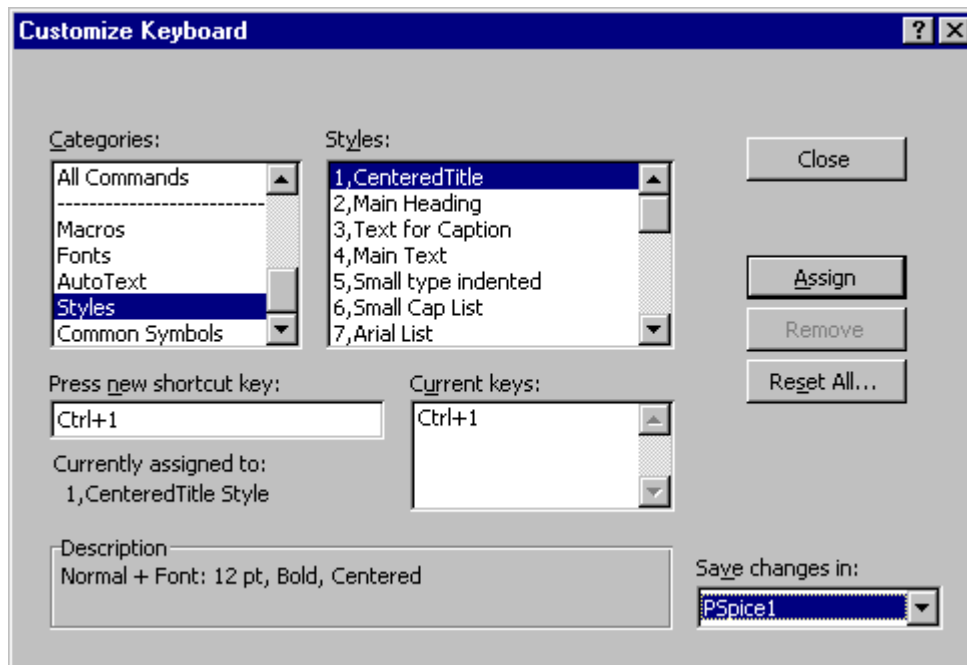 Customize Keyboard
Categories:
All Commands
--------------------------
Macros
Fonts
AutoText
Styles
Common Symbols
Styles:
1,CenteredTitle
2,Main Heading
3,Text for Caption
4,Main Text
5,Small type indented
6,Small Cap List
7,Arial List
Close
Assign
Remove
Reset All...
Press new shortcut key:
Ctrl+1
Current keys:
Ctrl+1
Currently assigned to:
1,CenteredTitle Style
Description
Normal + Font: 12 pt, Bold, Centered
Save changes in:
PSpice1